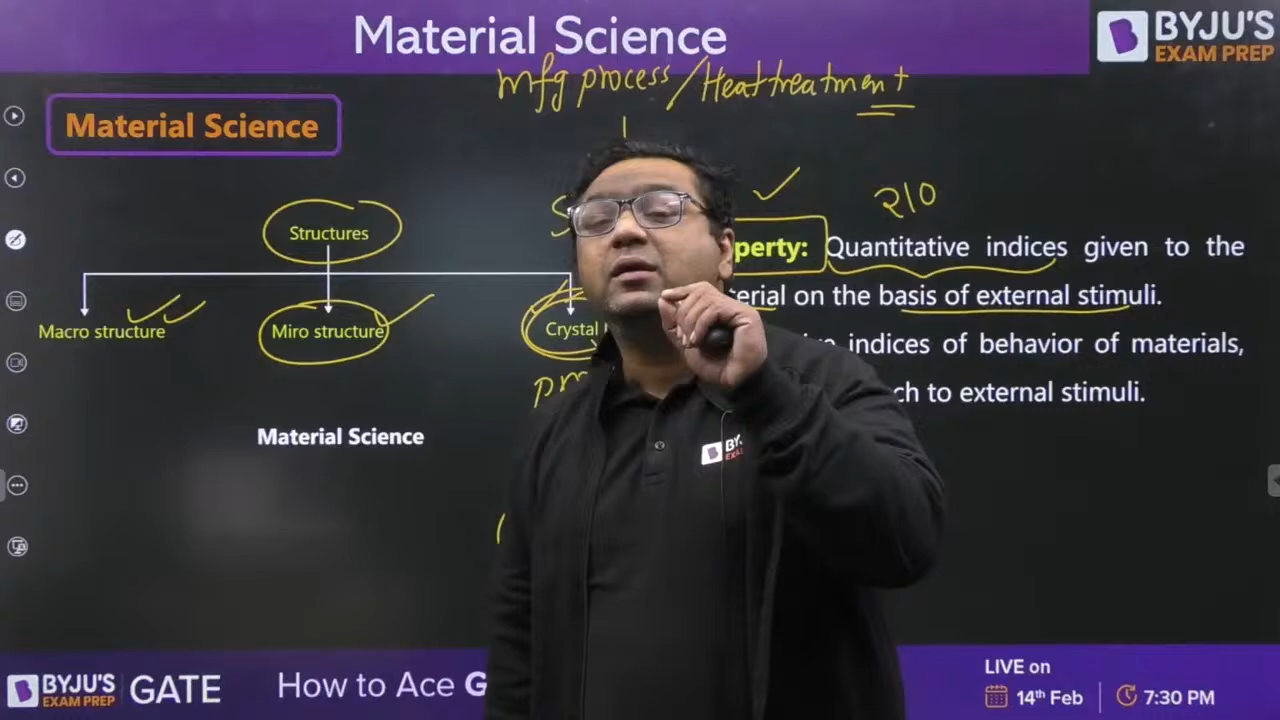 Material Science
BYJU'S
EXAM PREP
mfg process / Heat treatment
Material Science
S
210
Structures
perty: Quantitative indices given to the
terial on the basis of external stimuli.
Macro structure
Miro structure
Crystal
indices of behavior of materials,
ch to external stimuli.
Material Science
BYJU'S
EXAM PREP
GATE
How to Ace G
LIVE on
14th Feb
7:30 PM